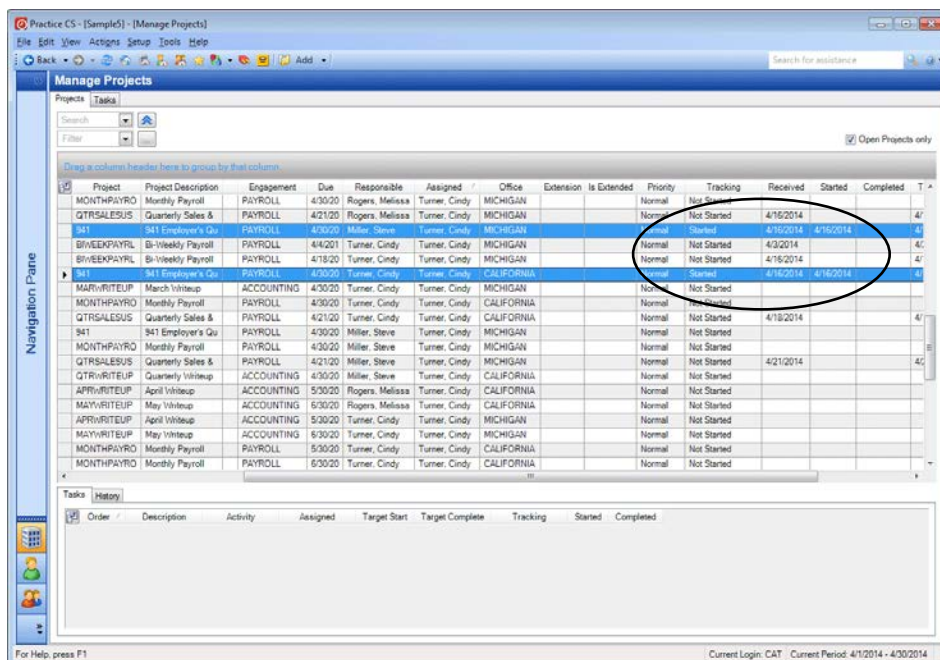 Practice CS - [Sample5] - [Manage Projects]
File Edit View Actions Setup Tools Help
Back Add Search for assistance
Manage Projects
Projects Tasks
Search
Filter Open Projects only
Drag a column header here to group by that column.
Project Project Description Engagement Due Responsible Assigned Office Extension Is Extended Priority Tracking Received Started Completed T
MONTHPAYRO Monthly Payroll PAYROLL 4/30/20 Rogers, Melissa Turner, Cindy MICHIGAN Normal Not Started
QTRSALESUS Quarterly Sales & PAYROLL 4/21/20 Rogers, Melissa Turner, Cindy MICHIGAN Normal Not Started 4/16/2014 4/
941 941 Employer's Qu PAYROLL 4/30/20 Miller, Steve Turner, Cindy MICHIGAN Normal Started 4/16/2014 4/16/2014 4/
BIWEEKPAYRL Bi-Weekly Payroll PAYROLL 4/4/201 Turner, Cindy Turner, Cindy MICHIGAN Normal Not Started 4/3/2014 4/
BIWEEKPAYRL Bi-Weekly Payroll PAYROLL 4/18/20 Turner, Cindy Turner, Cindy MICHIGAN Normal Not Started 4/16/2014 4/
941 941 Employer's Qu PAYROLL 4/30/20 Turner, Cindy Turner, Cindy CALIFORNIA Normal Started 4/16/2014 4/16/2014 4/
MARWRITEUP March Writeup ACCOUNTING 4/30/20 Turner, Cindy Turner, Cindy MICHIGAN Normal Not Started
MONTHPAYRO Monthly Payroll PAYROLL 4/30/20 Turner, Cindy Turner, Cindy CALIFORNIA Normal Not Started
QTRSALESUS Quarterly Sales & PAYROLL 4/21/20 Turner, Cindy Turner, Cindy CALIFORNIA Normal Not Started 4/18/2014 4/
941 941 Employer's Qu PAYROLL 4/30/20 Miller, Steve Turner, Cindy MICHIGAN Normal Not Started
MONTHPAYRO Monthly Payroll PAYROLL 4/30/20 Miller, Steve Turner, Cindy MICHIGAN Normal Not Started
QTRSALESUS Quarterly Sales & PAYROLL 4/21/20 Miller, Steve Turner, Cindy MICHIGAN Normal Not Started 4/21/2014 4/
QTRWRITEUP Quarterly Writeup ACCOUNTING 4/30/20 Miller, Steve Turner, Cindy CALIFORNIA Normal Not Started
APRWRITEUP April Writeup ACCOUNTING 5/30/20 Rogers, Melissa Turner, Cindy CALIFORNIA Normal Not Started
MAYWRITEUP May Writeup ACCOUNTING 6/30/20 Rogers, Melissa Turner, Cindy CALIFORNIA Normal Not Started
APRWRITEUP April Writeup ACCOUNTING 5/30/20 Turner, Cindy Turner, Cindy MICHIGAN Normal Not Started
MAYWRITEUP May Writeup ACCOUNTING 6/30/20 Turner, Cindy Turner, Cindy MICHIGAN Normal Not Started
MONTHPAYRO Monthly Payroll PAYROLL 5/30/20 Turner, Cindy Turner, Cindy CALIFORNIA Normal Not Started
MONTHPAYRO Monthly Payroll PAYROLL 6/30/20 Turner, Cindy Turner, Cindy CALIFORNIA Normal Not Started
Tasks History
Order Description Activity Assigned Target Start Target Complete Tracking Started Completed
Navigation Pane
For Help, press F1 Current Login: CAT Current Period: 4/1/2014 - 4/30/2014